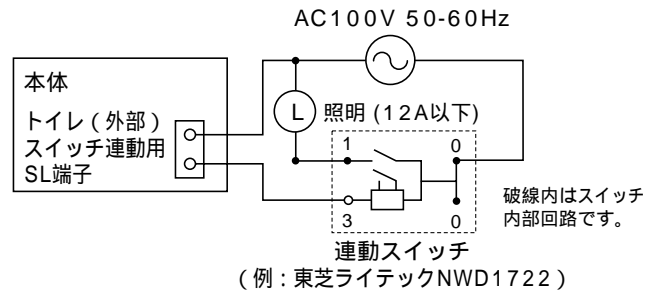 AC100V 50-60Hz
本体
トイレ（外部）
スイッチ連動用
SL端子
L
照明 (12A以下)
1
0
3
0
破線内はスイッチ
内部回路です。
連動スイッチ
（例：東芝ライテックNWD1722）